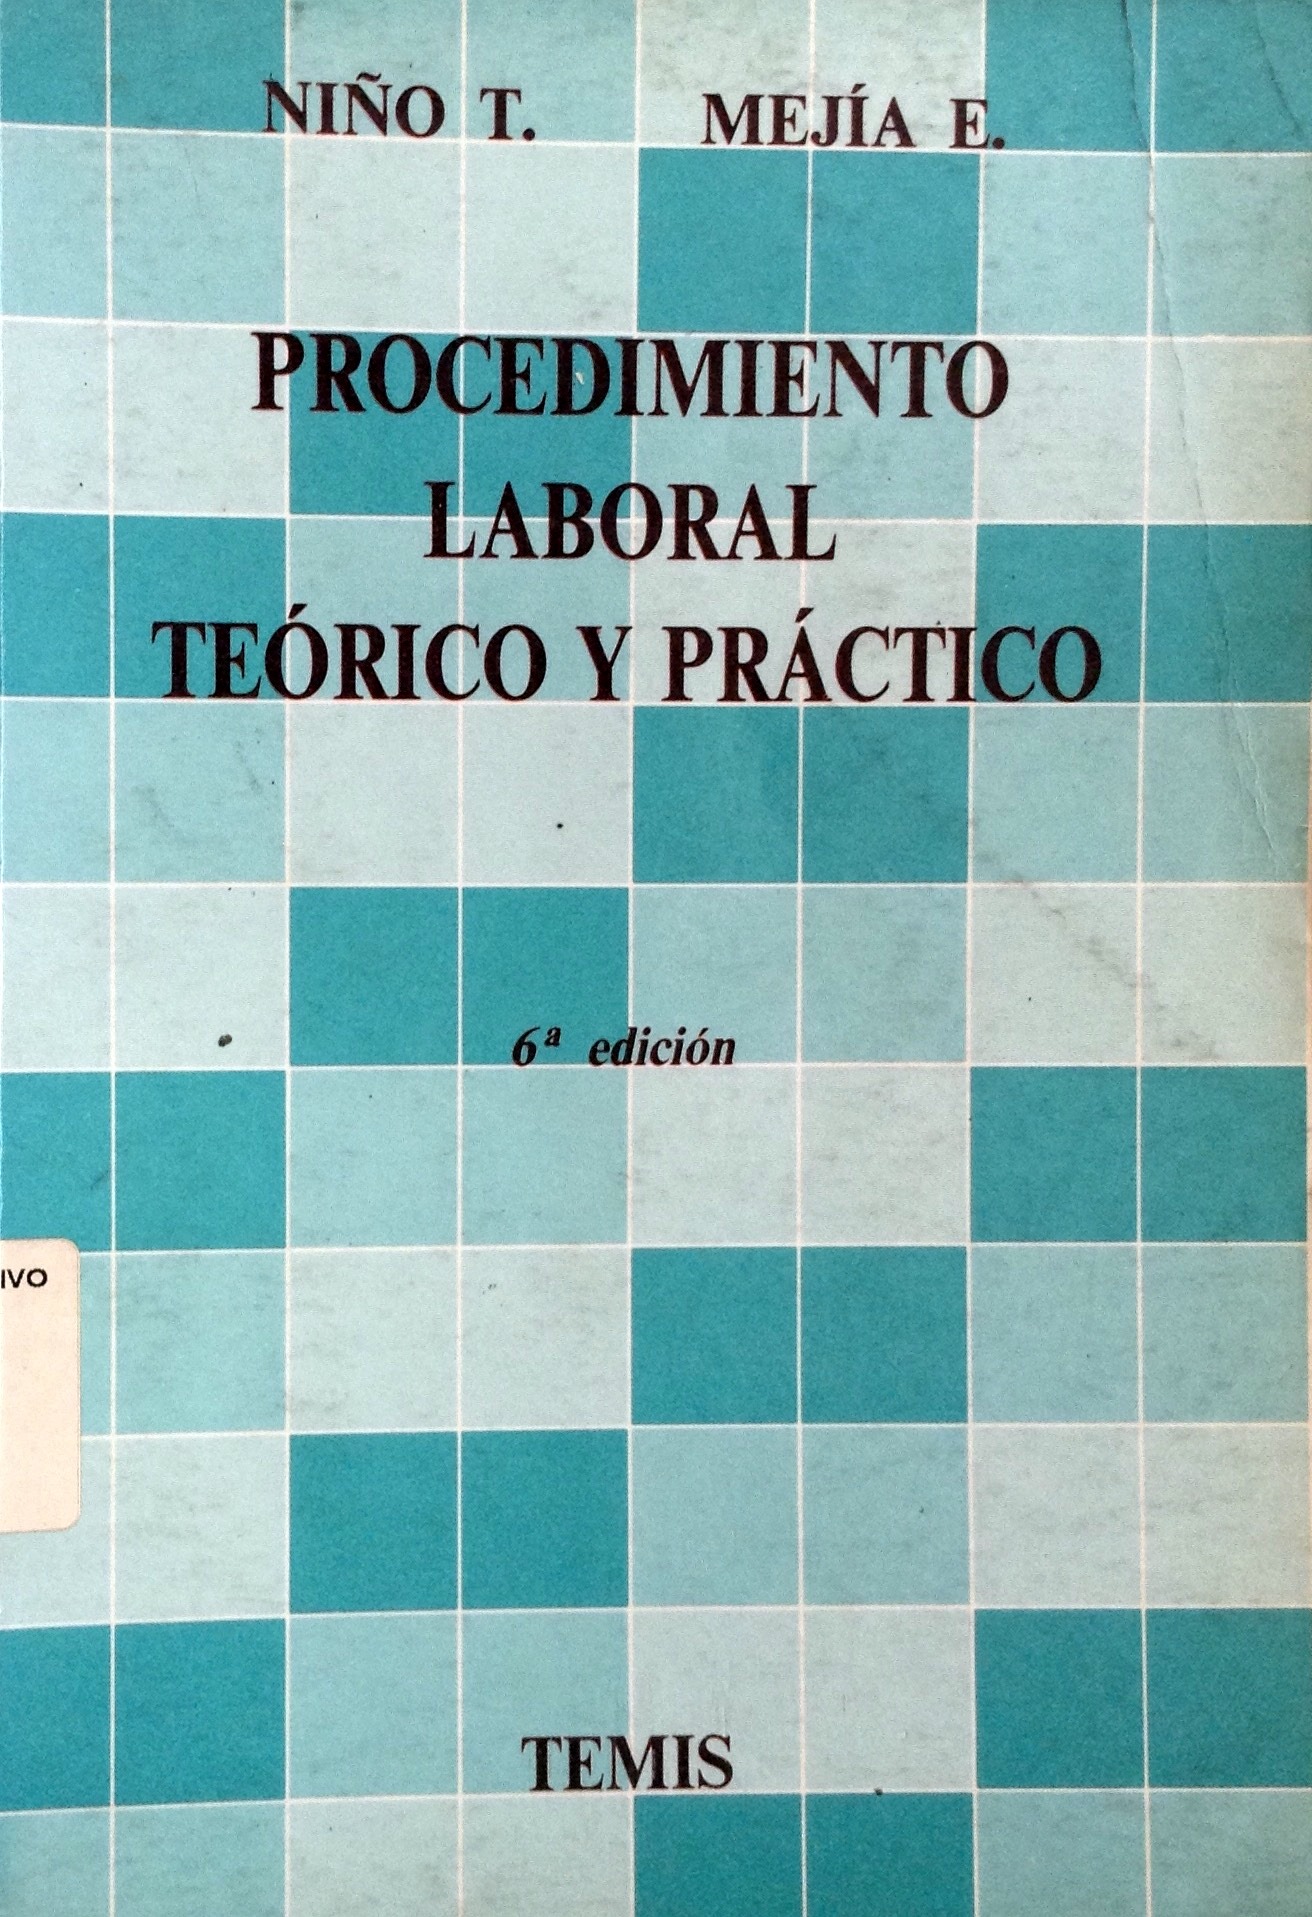 NIÑO T. MEJÍA E.
PROCEDIMIENTO
LABORAL
TEÓRICO Y PRÁCTICO
6ª edición
IVO
TEMIS